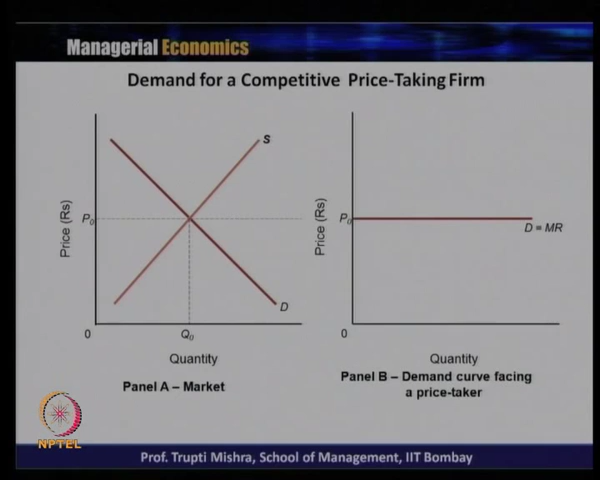 Managerial Economics
Demand for a Competitive Price-Taking Firm
S
P₀
Price (Rs)
D
0
Q₀
Quantity
Panel A – Market
P₀
Price (Rs)
D = MR
0
Quantity
Panel B – Demand curve facing
a price-taker
NPTEL
Prof. Trupti Mishra, School of Management, IIT Bombay